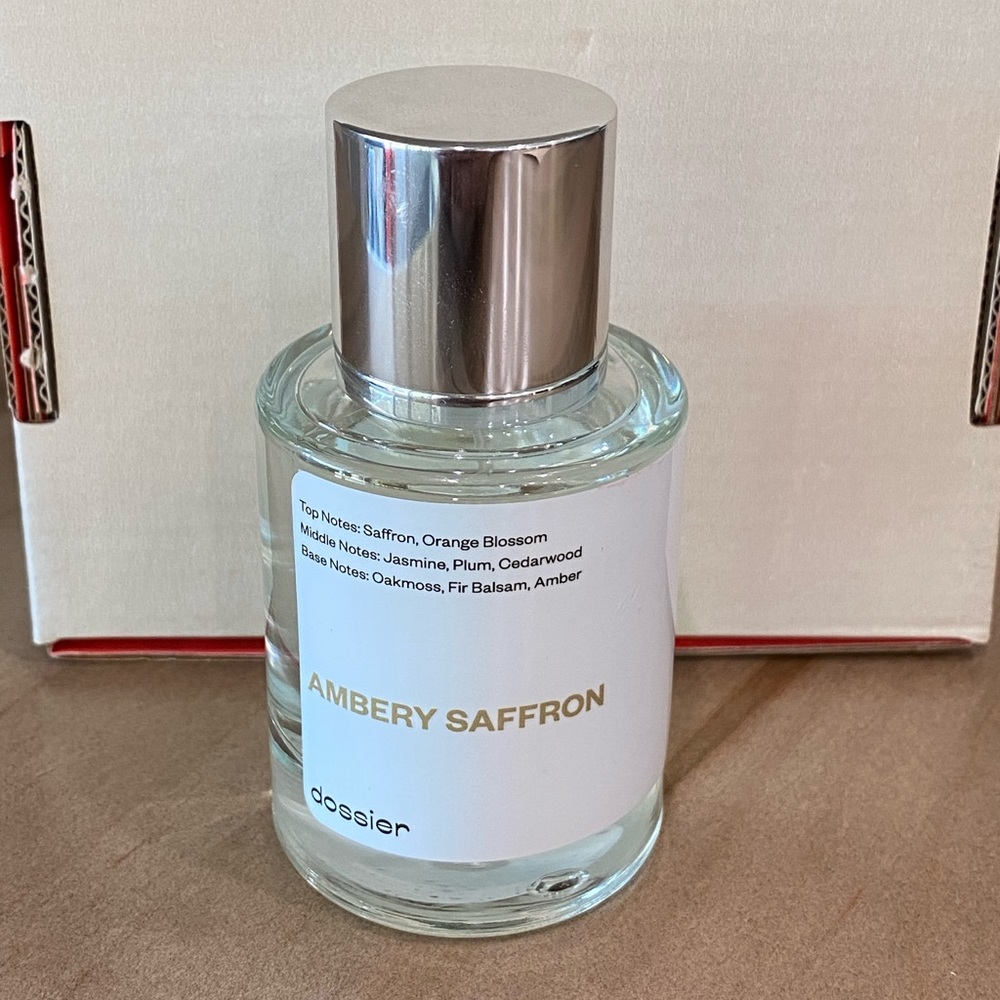 Top Notes: Saffron, Orange Blossom
Middle Notes: Jasmine, Plum, Cedarwood
Base Notes: Oakmoss, Fir Balsam, Amber
AMBERY SAFFRON
dossier